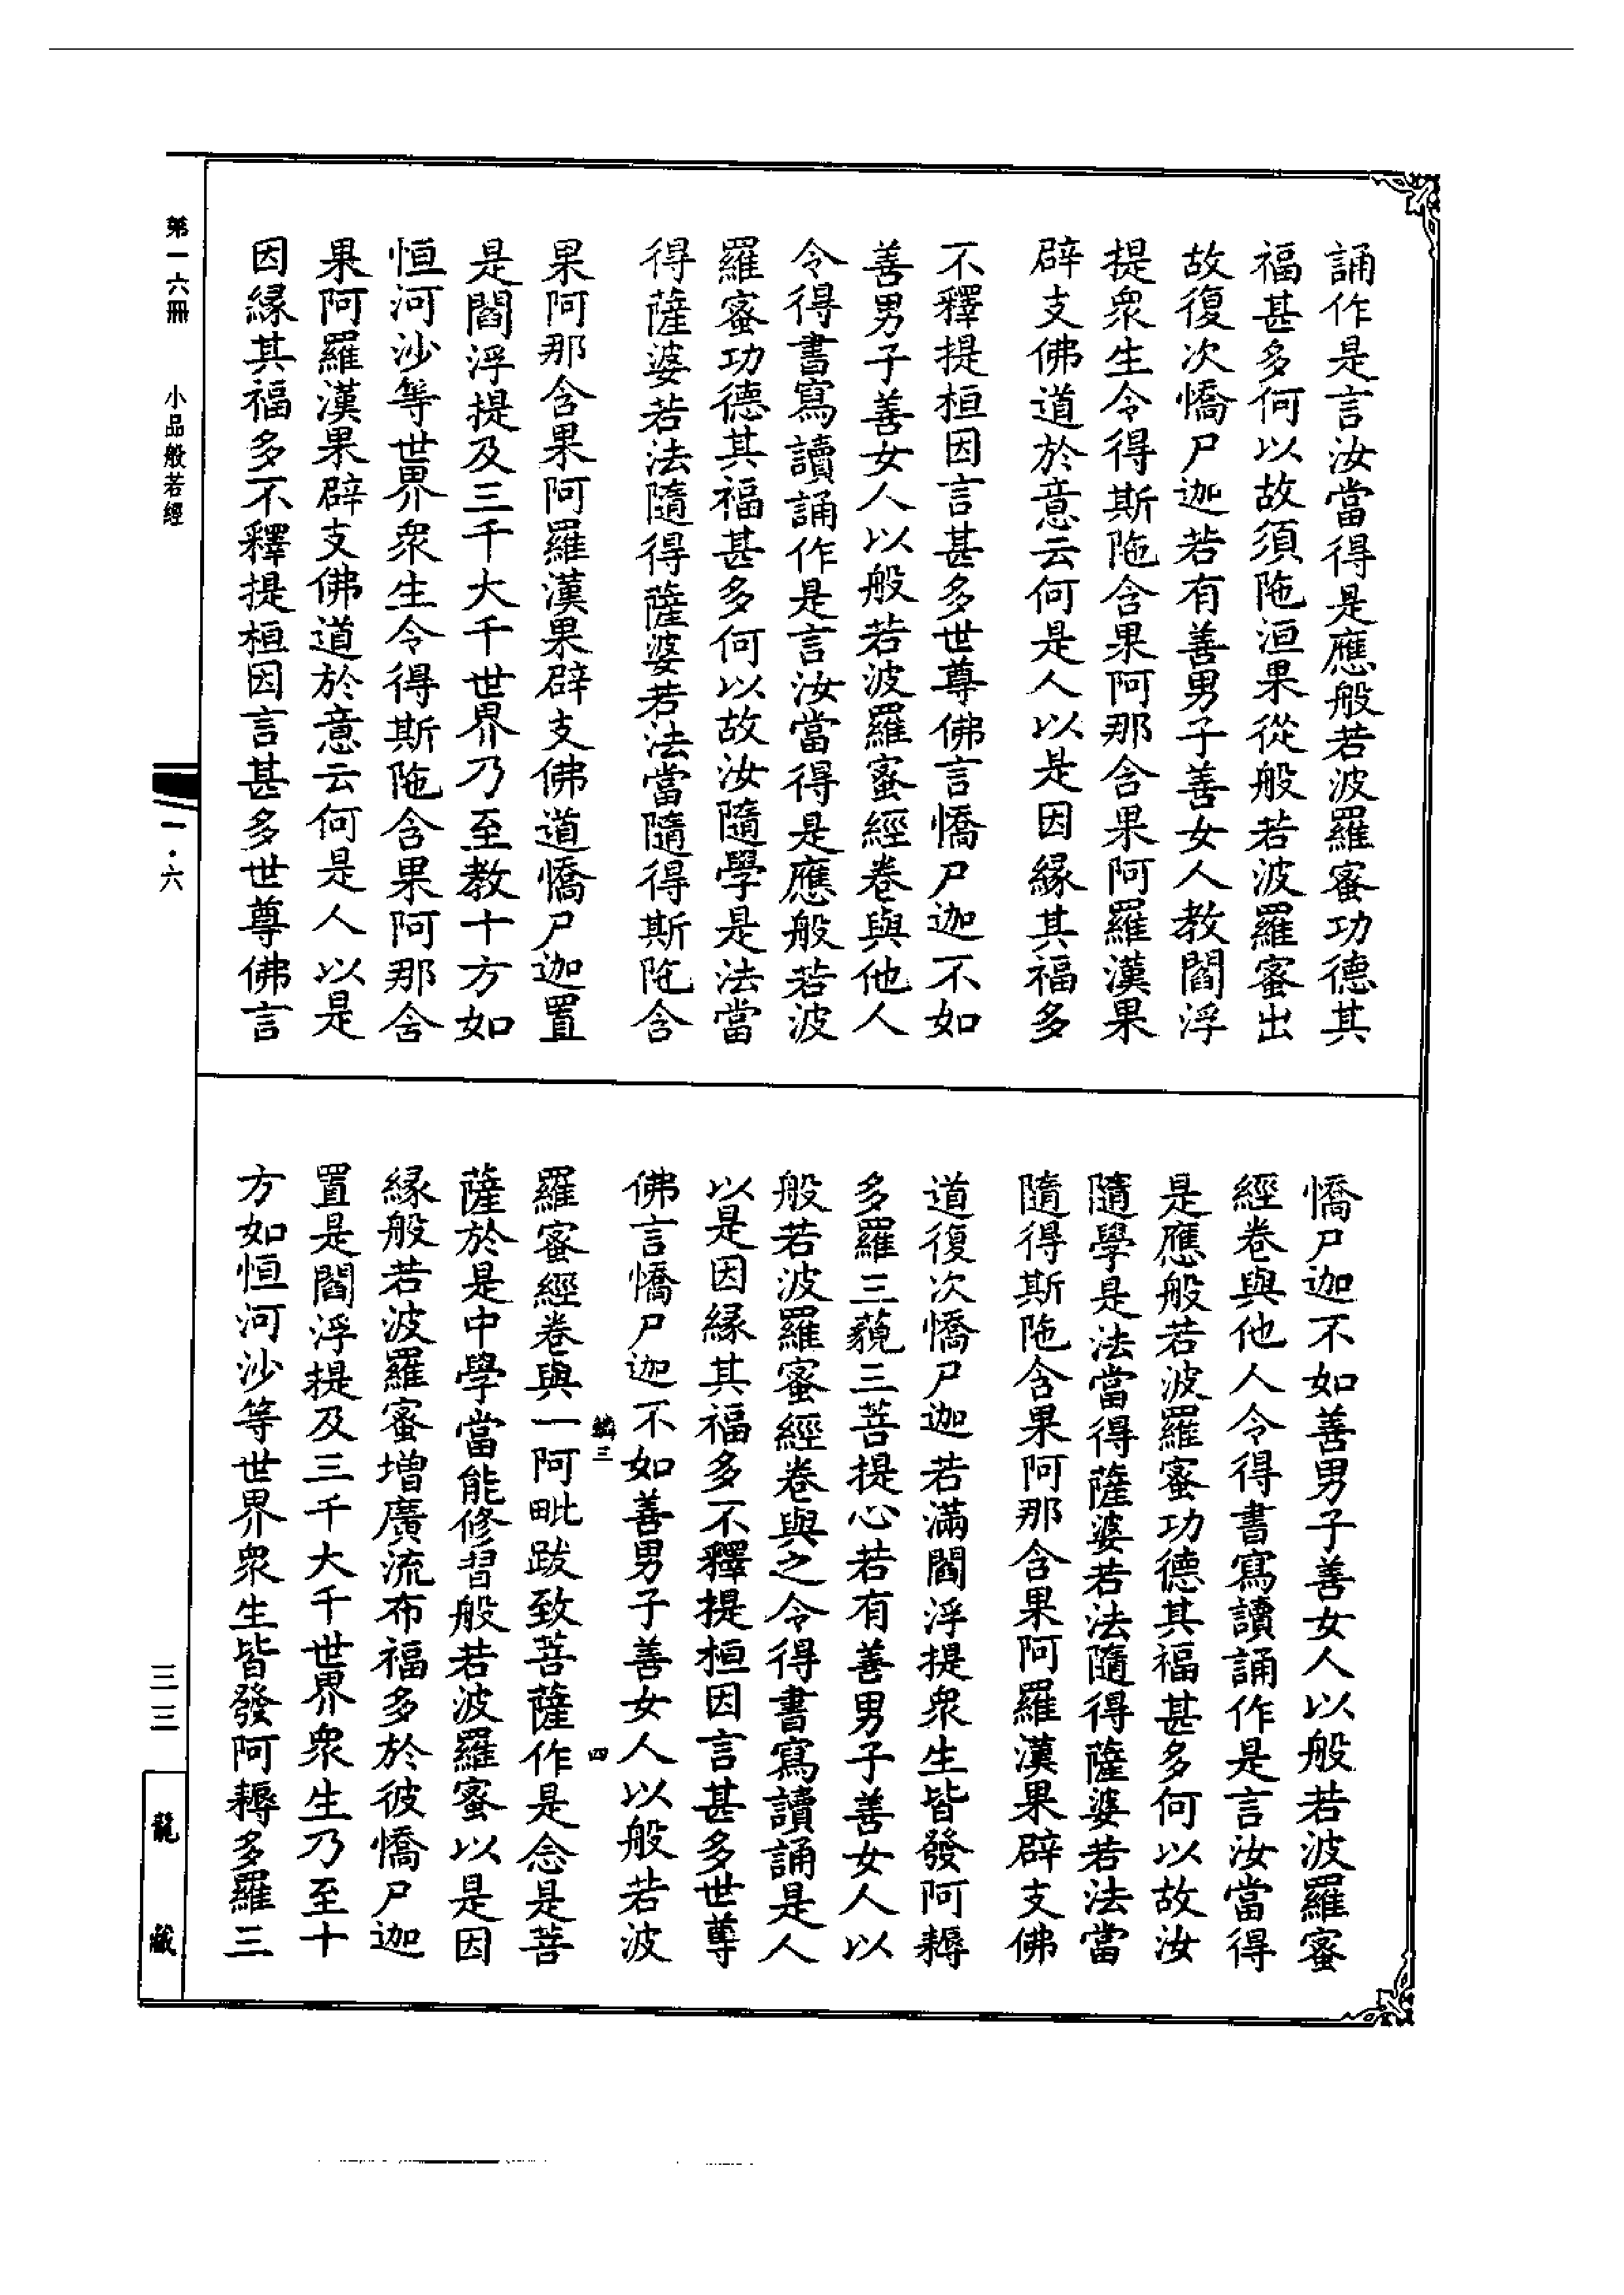 誦作是言汝當得是應般若波羅蜜功德其
福甚多何以故須陁洹果從般若波羅蜜出
故復次憍尸迦若有善男子善女人教閻浮
提衆生令得斯陁含果阿那含果阿羅漢果
辟支佛道於意云何是人以是因緣其福多
不釋提桓因言甚多世尊佛言憍尸迦不如
善男子善女人以般若波羅蜜經卷與他人
令得書寫讀誦作是言汝當得是應般若波
羅蜜功德其福甚多何以故汝隨學是法當
得薩婆若法隨得薩婆若法當隨得斯陁含
果阿那含果阿羅漢果辟支佛道憍尸迦置
是閻浮提及三千大千世界乃至教十方如
恒河沙等世界衆生令得斯陁含果阿那含
果阿羅漢果辟支佛道於意云何是人以是
因緣其福多不釋提桓因言甚多世尊佛言
憍尸迦不如善男子善女人以般若波羅蜜
經卷與他人令得書寫讀誦作是言汝當得
是應般若波羅蜜功德其福甚多何以故汝
隨學是法當得薩婆若法隨得薩婆若法當
隨得斯陁含果阿那含果阿羅漢果辟支佛
道復次憍尸迦若滿閻浮提衆生皆發阿耨
多羅三藐三菩提心若有善男子善女人以
般若波羅蜜經卷與之令得書寫讀誦是人
以是因緣其福多不釋提桓因言甚多世尊
佛言憍尸迦不如善男子善女人以般若波
鱗三 四
羅蜜經卷與一阿毗跋致菩薩作是念是菩
薩於是中學當能修習般若波羅蜜以是因
緣般若波羅蜜增廣流布福多於彼憍尸迦
置是閻浮提及三千大千世界衆生乃至十
方如恒河沙等世界衆生皆發阿耨多羅三
第一六冊 小品般若經
一·六
三三
龍藏